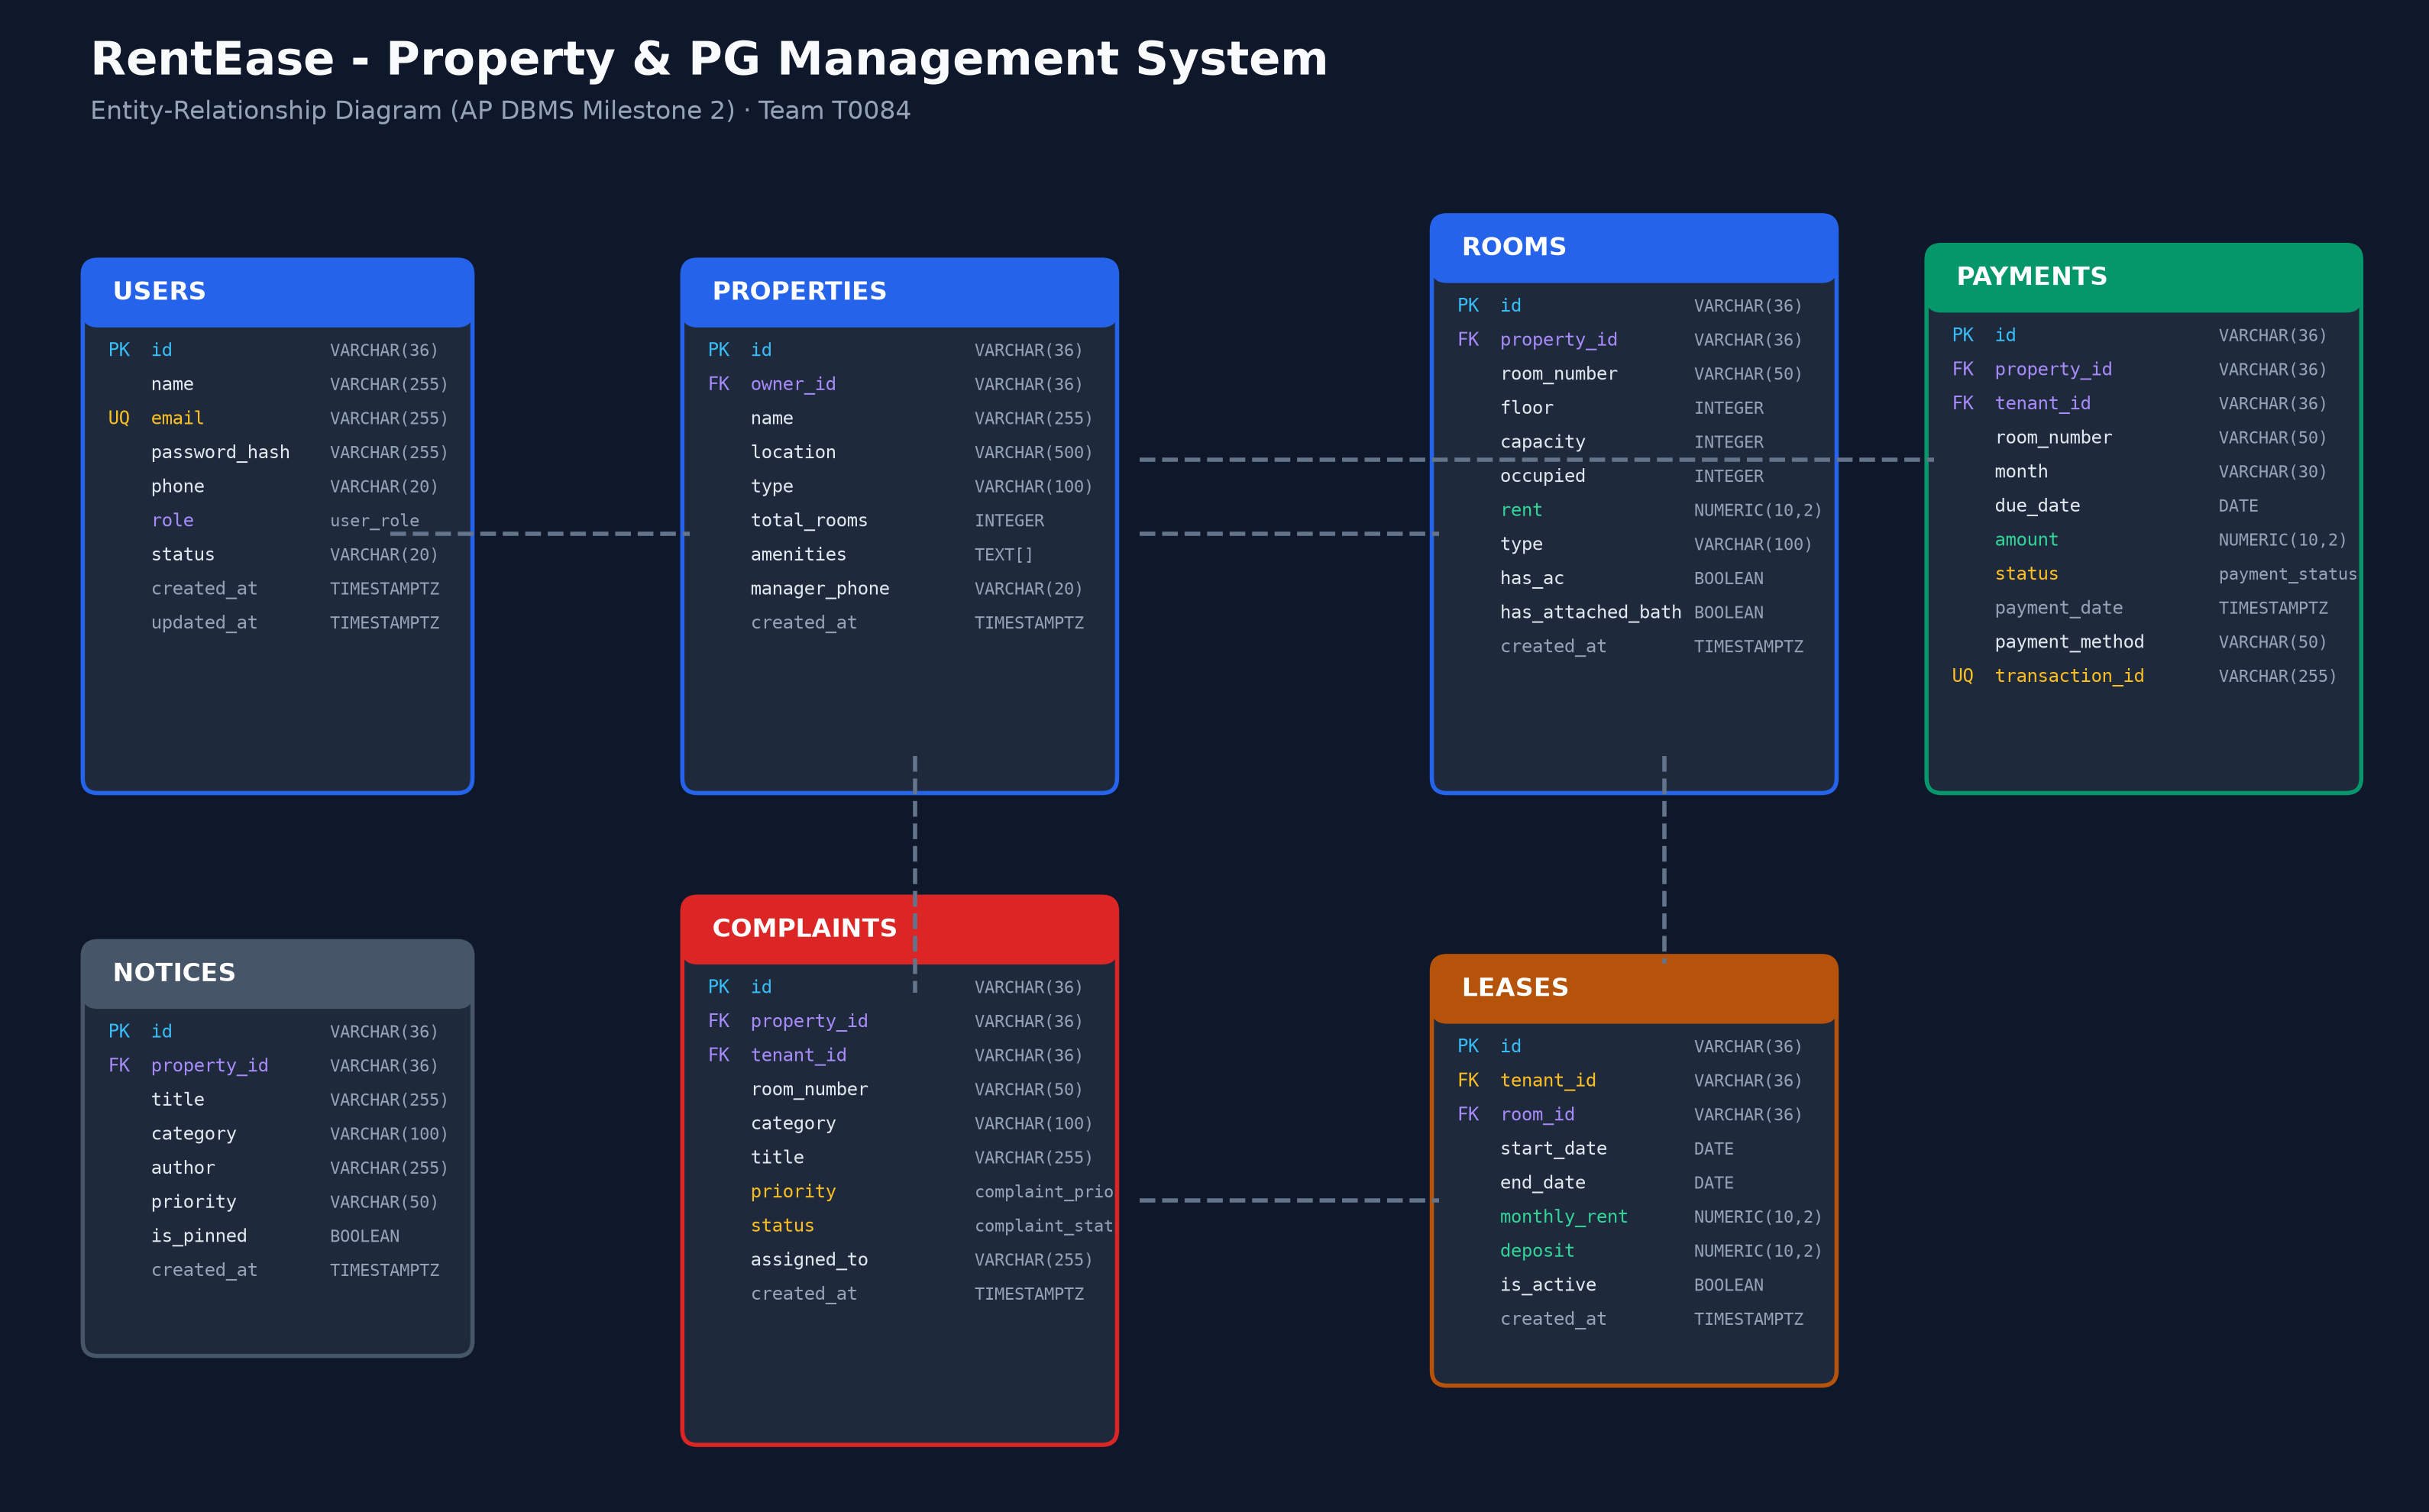 RentEase - Property & PG Management System
Entity-Relationship Diagram (AP DBMS Milestone 2) · Team T0084
USERS
PK id VARCHAR(36)
name VARCHAR(255)
UQ email VARCHAR(255)
password_hash VARCHAR(255)
phone VARCHAR(20)
role user_role
status VARCHAR(20)
created_at TIMESTAMPTZ
updated_at TIMESTAMPTZ
PROPERTIES
PK id VARCHAR(36)
FK owner_id VARCHAR(36)
name VARCHAR(255)
location VARCHAR(500)
type VARCHAR(100)
total_rooms INTEGER
amenities TEXT[]
manager_phone VARCHAR(20)
created_at TIMESTAMPTZ
ROOMS
PK id VARCHAR(36)
FK property_id VARCHAR(36)
room_number VARCHAR(50)
floor INTEGER
capacity INTEGER
occupied INTEGER
rent NUMERIC(10,2)
type VARCHAR(100)
has_ac BOOLEAN
has_attached_bath BOOLEAN
created_at TIMESTAMPTZ
PAYMENTS
PK id VARCHAR(36)
FK property_id VARCHAR(36)
FK tenant_id VARCHAR(36)
room_number VARCHAR(50)
month VARCHAR(30)
due_date DATE
amount NUMERIC(10,2)
status payment_status
payment_date TIMESTAMPTZ
payment_method VARCHAR(50)
UQ transaction_id VARCHAR(255)
NOTICES
PK id VARCHAR(36)
FK property_id VARCHAR(36)
title VARCHAR(255)
category VARCHAR(100)
author VARCHAR(255)
priority VARCHAR(50)
is_pinned BOOLEAN
created_at TIMESTAMPTZ
COMPLAINTS
PK id VARCHAR(36)
FK property_id VARCHAR(36)
FK tenant_id VARCHAR(36)
room_number VARCHAR(50)
category VARCHAR(100)
title VARCHAR(255)
priority complaint_prio
status complaint_stat
assigned_to VARCHAR(255)
created_at TIMESTAMPTZ
LEASES
PK id VARCHAR(36)
FK tenant_id VARCHAR(36)
FK room_id VARCHAR(36)
start_date DATE
end_date DATE
monthly_rent NUMERIC(10,2)
deposit NUMERIC(10,2)
is_active BOOLEAN
created_at TIMESTAMPTZ